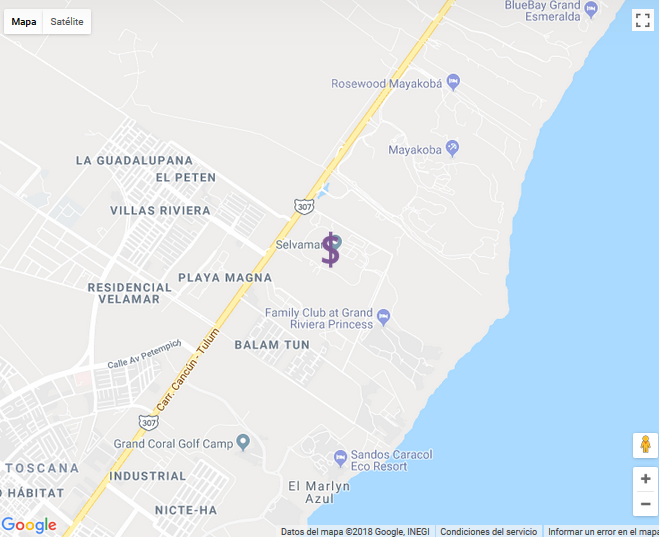 Mapa Satélite
BlueBay Grand
Esmeralda
Rosewood Mayakobá
Mayakoba
LA GUADALUPANA
EL PETEN
307
VILLAS RIVIERA
$
PLAYA MAGNA
RESIDENCIAL
VELAMAR
Family Club at Grand
Riviera Princess
BALAM TUN
Calle Av Petempich
Carr. Cancún - Tulum
307
Grand Coral Golf Camp
TOSCANA
INDUSTRIAL
Sandos Caracol
Eco Resort
HÁBITAT
El Marlyn
Azul
NICTE-HA
+
−
Google
Datos del mapa ©2018 Google, INEGI Condiciones del servicio Informar un error en el mapa